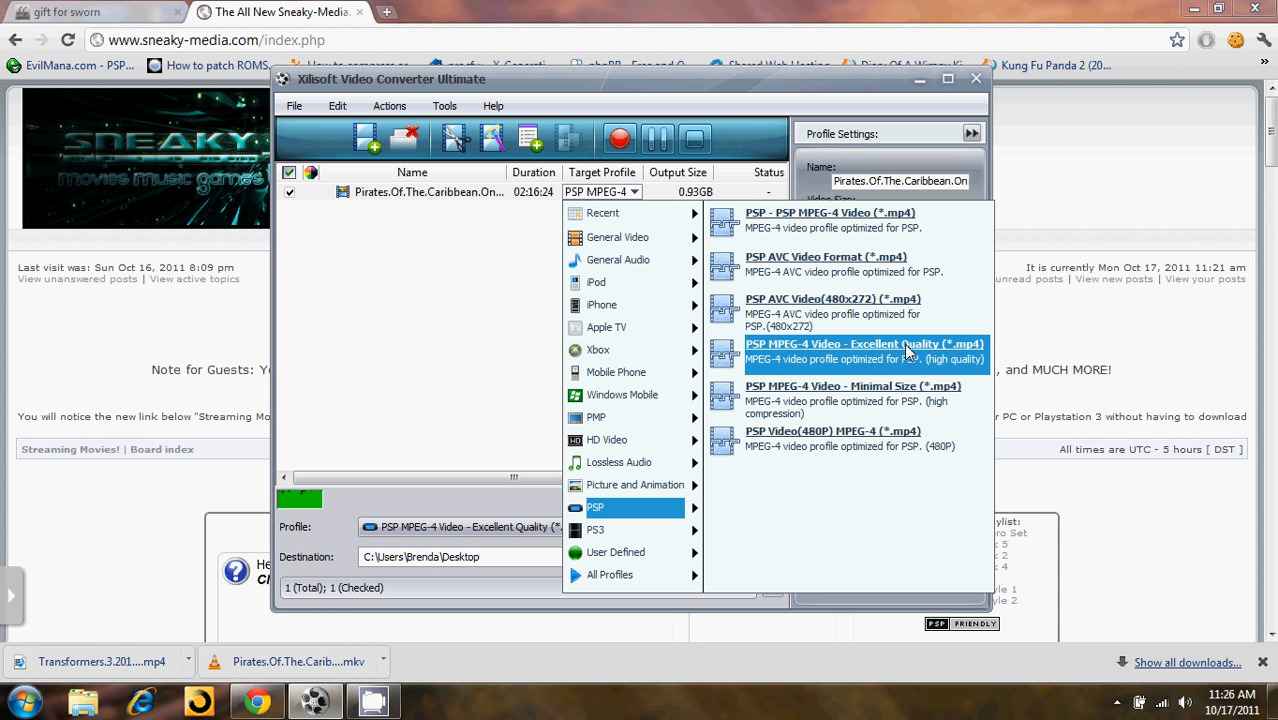 gift for sworn
The All New Sneaky-Media.
www.sneaky-media.com/index.php
EvilMana.com - PSP...
How to patch ROMS
Kung Fu Panda 2 (20...
Xilisoft Video Converter Ultimate
File
Edit
Actions
Tools
Help
SNEAKY
movies music games
Profile Settings:
Name:
Pirates.Of.The.Caribbean.On
Name
Duration
Target Profile
Output Size
Status
Pirates.Of.The.Caribbean.On...
02:16:24
PSP MPEG-4
0.93GB
-
Recent
General Video
General Audio
iPod
iPhone
Apple TV
Xbox
Mobile Phone
Windows Mobile
PMP
HD Video
Lossless Audio
Picture and Animation
PSP
PS3
User Defined
All Profiles
PSP - PSP MPEG-4 Video (*.mp4)
MPEG-4 video profile optimized for PSP.
PSP AVC Video Format (*.mp4)
MPEG-4 AVC video profile optimized for PSP.
PSP AVC Video(480x272) (*.mp4)
MPEG-4 AVC video profile optimized for
PSP.(480x272)
PSP MPEG-4 Video - Excellent Quality (*.mp4)
MPEG-4 video profile optimized for PSP. (high quality)
PSP MPEG-4 Video - Minimal Size (*.mp4)
MPEG-4 video profile optimized for PSP. (high
compression)
PSP Video(480P) MPEG-4 (*.mp4)
MPEG-4 video profile optimized for PSP. (480P)
Last visit was: Sun Oct 16, 2011 8:09 pm
View unanswered posts | View active topics
It is currently Mon Oct 17, 2011 11:21 am
unread posts | View new posts | View your posts
Note for Guests: Yo
, and MUCH MORE!
You will notice the new link below "Streaming Mo
PC or Playstation 3 without having to download
Streaming Movies! | Board index
All times are UTC - 5 hours [ DST ]
Profile:
PSP MPEG-4 Video - Excellent Quality (*.
Destination:
C:\Users\Brenda\Desktop
1 (Total); 1 (Checked)
PSP FRIENDLY
Transformers.3.201....mp4
Pirates.Of.The.Carib....mkv
Show all downloads...
11:26 AM
10/17/2011